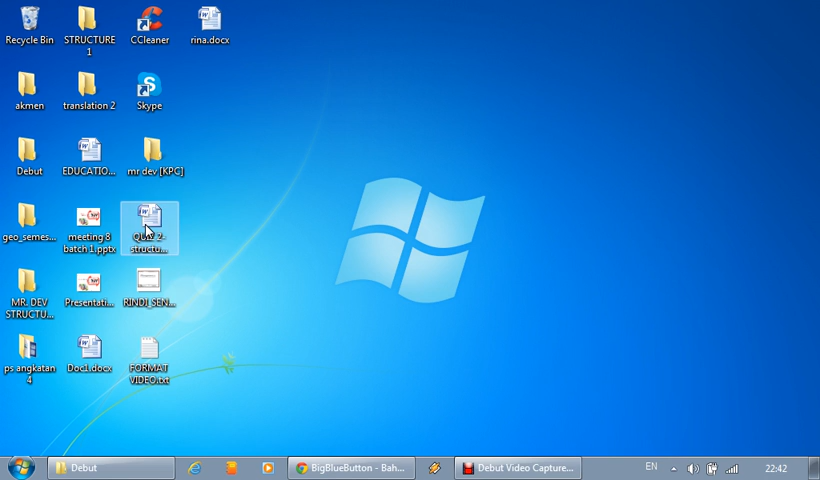 Recycle Bin
STRUCTURE
1
CCleaner
rina.docx
akmen
translation 2
Skype
Debut
EDUCATIO...
mr dev [KPC]
geo_semes...
meeting 8
batch 1.pptx
QUIZ 2-
structu...
MR. DEV
STRUCTU...
Presentati...
RINDI_SEN...
ps angkatan
4
Doc1.docx
FORMAT
VIDEO.txt
Debut
BigBlueButton - Bah...
Debut Video Capture...
EN
22:42